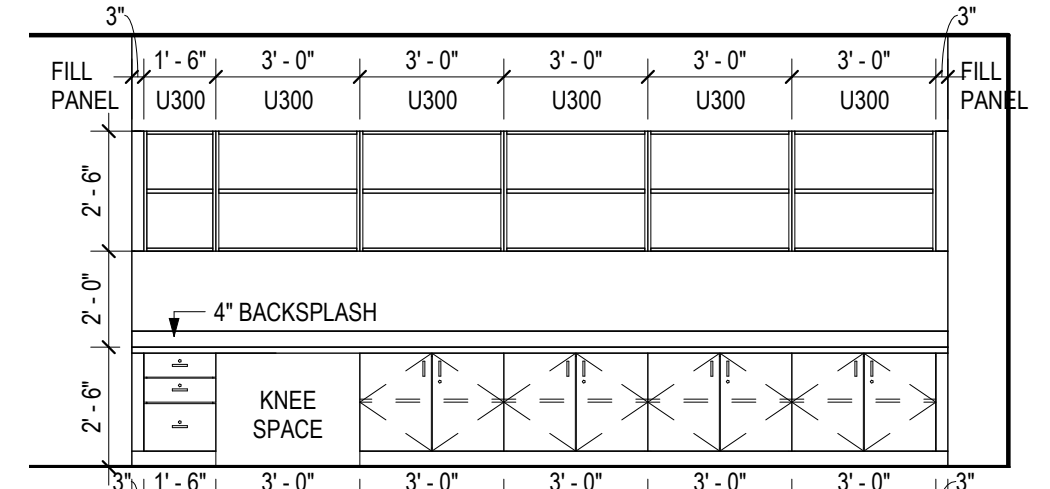 3" 3"
1' - 6" 3' - 0" 3' - 0" 3' - 0" 3' - 0" 3' - 0"
FILL PANEL U300 U300 U300 U300 U300 U300 FILL PANEL
2' - 6"
2' - 0"
4" BACKSPLASH
2' - 6"
KNEE
SPACE
3" 1' - 6" 3' - 0" 3' - 0" 3' - 0" 3' - 0" 3' - 0" 3"